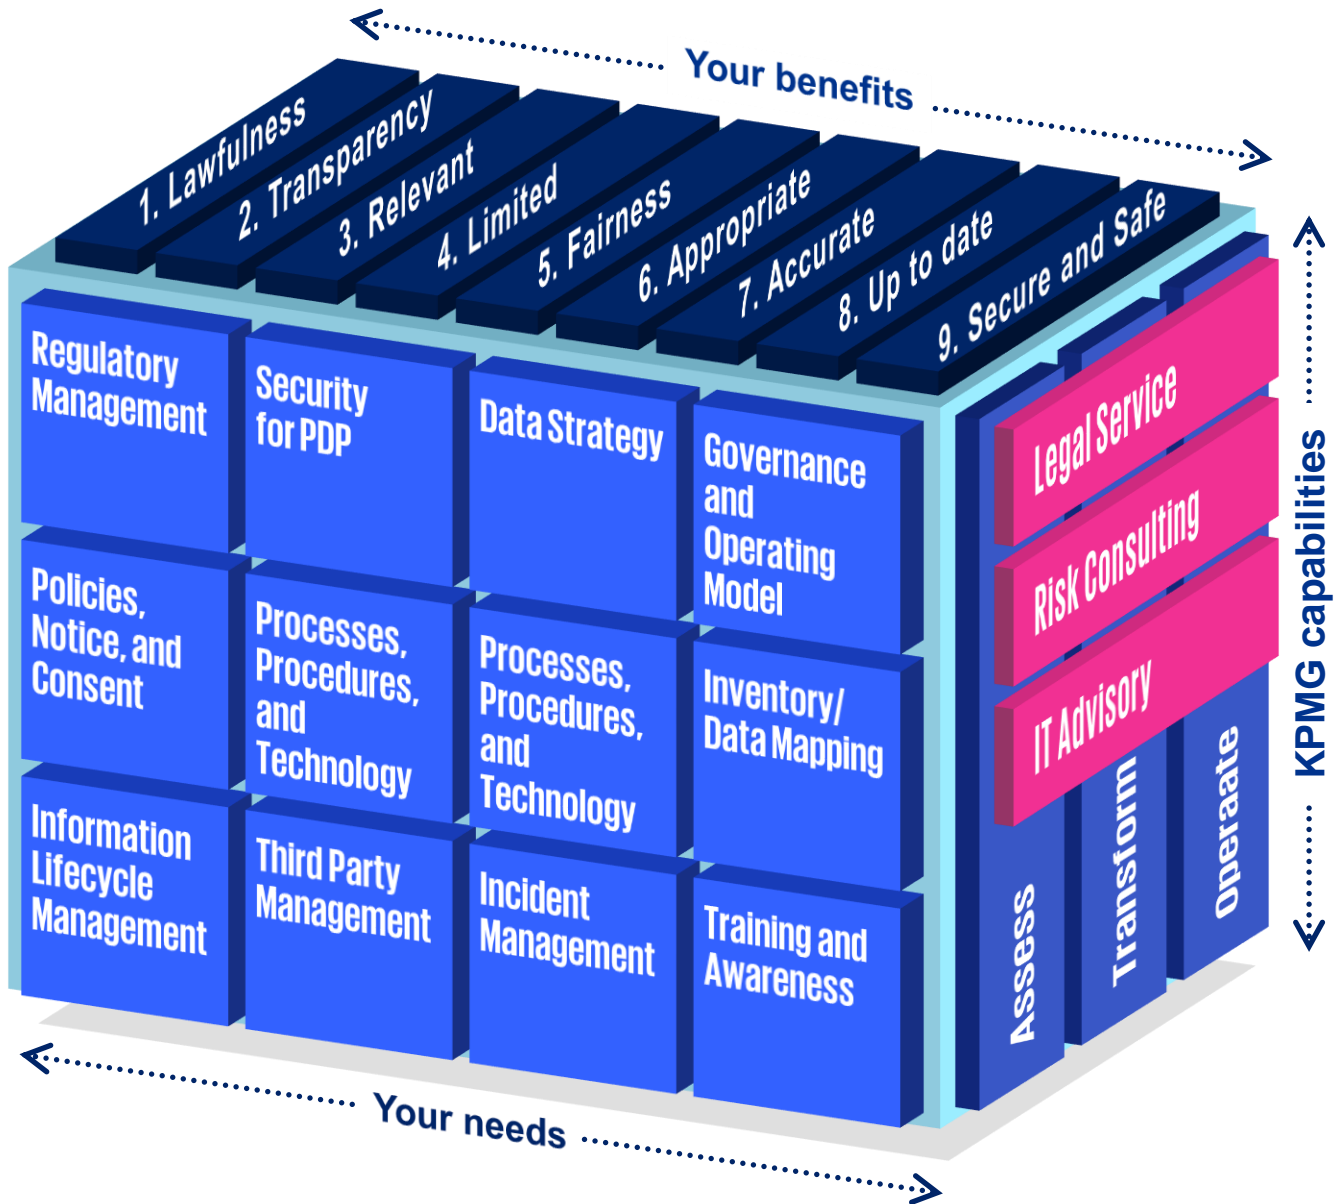 Your benefits
1. Lawfulness
2. Transparency
3. Relevant
4. Limited
5. Fairness
6. Appropriate
7. Accurate
8. Up to date
9. Secure and Safe
Regulatory
Management
Security
for PDP
Data Strategy
Governance
and
Operating
Model
Policies,
Notice, and
Consent
Processes,
Procedures,
and
Technology
Processes,
Procedures,
and
Technology
Inventory/
Data Mapping
Information
Lifecycle
Management
Third Party
Management
Incident
Management
Training and
Awareness
Legal Service
Risk Consulting
IT Advisory
Assess
Transform
Operaate
KPMG capabilities
Your needs